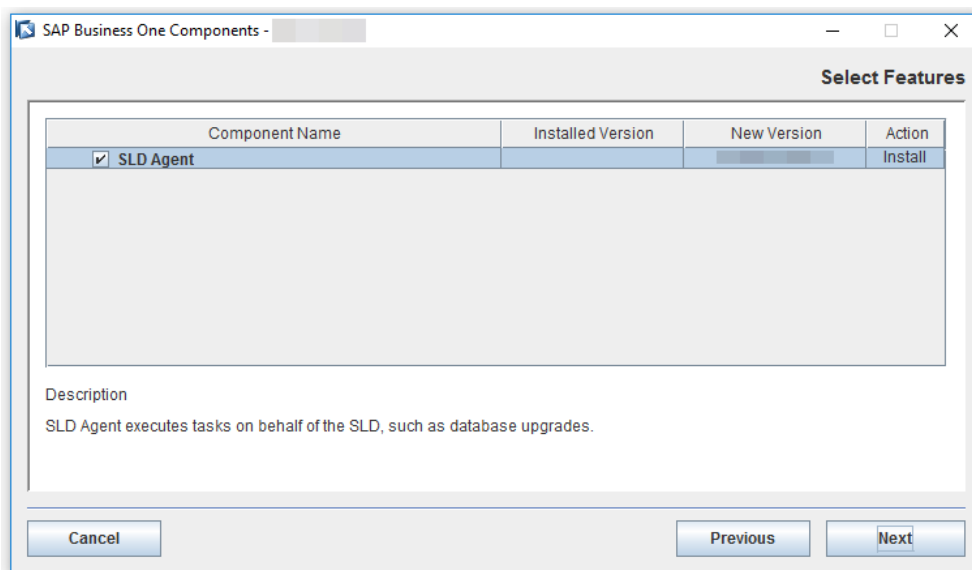 SAP Business One Components -
Select Features
Component Name Installed Version New Version Action
SLD Agent Install
Description
SLD Agent executes tasks on behalf of the SLD, such as database upgrades.
Cancel Previous Next